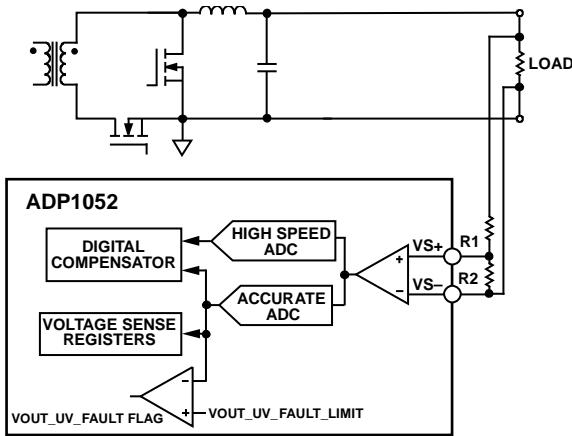 LOAD
ADP1052
HIGH SPEED
ADC
VS+
R1
DIGITAL
COMPENSATOR
+
R2
VS–
–
ACCURATE
ADC
VOLTAGE SENSE
REGISTERS
–
+
VOUT_UV_FAULT_LIMIT
VOUT_UV_FAULT FLAG